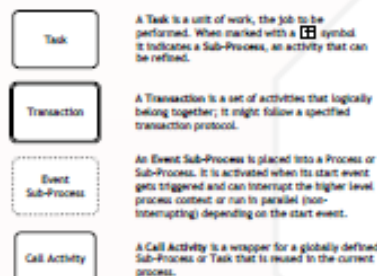 Task
A Task is a unit of work, the job to be
performed. When marked with a symbol
it indicates a Sub-Process, an activity that can
be refined.
Transaction
A Transaction is a set of activities that logically
belong together; it might follow a specified
transaction protocol.
Event
Sub-Process
An Event Sub-Process is placed into a Process or
Sub-Process. It is activated when its start event
gets triggered and can interrupt the higher level
process context or run in parallel (non-
interrupting) depending on the start event.
Call Activity
A Call Activity is a wrapper for a globally defined
Sub-Process or Task that is reused in the current
process.